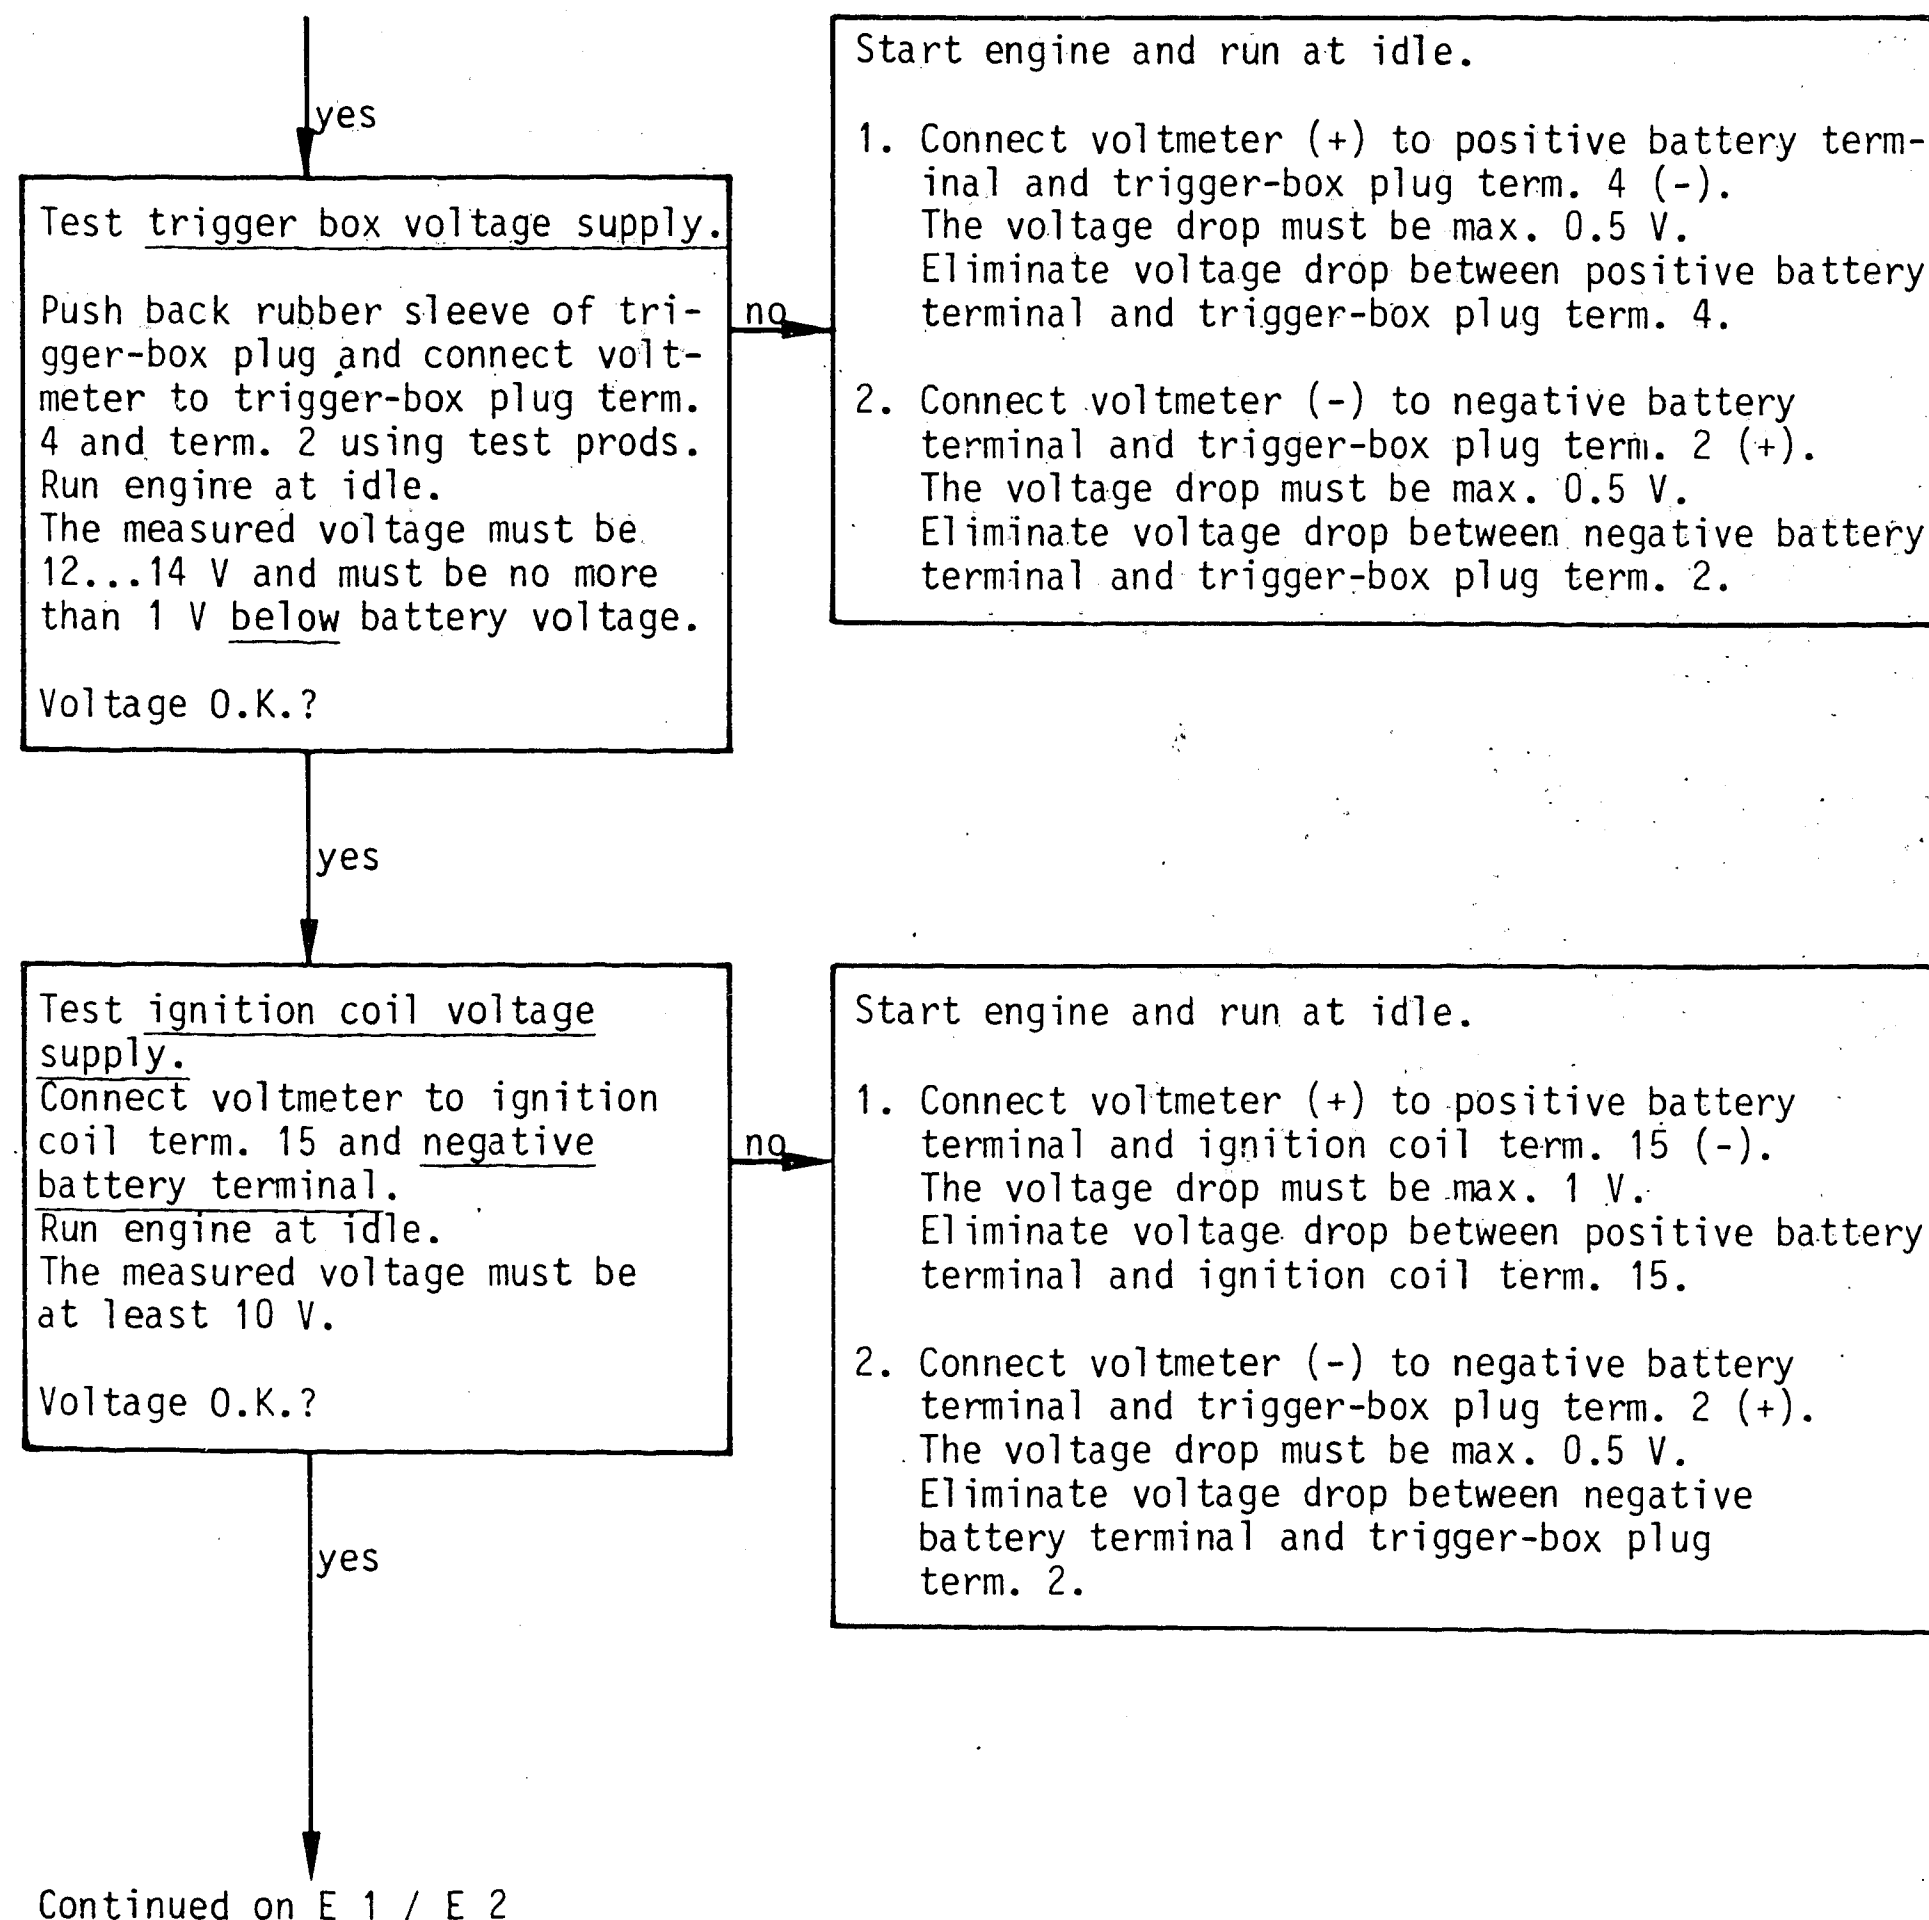 yes
Test trigger box voltage supply.
Push back rubber sleeve of tri-
gger-box plug and connect volt-
meter to trigger-box plug term.
4 and term. 2 using test prods.
Run engine at idle.
The measured voltage must be
12...14 V and must be no more
than 1 V below battery voltage.
Voltage O.K.?
no
Start engine and run at idle.
1. Connect voltmeter (+) to positive battery term-
inal and trigger-box plug term. 4 (-).
The voltage drop must be max. 0.5 V.
Eliminate voltage drop between positive battery
terminal and trigger-box plug term. 4.
2. Connect voltmeter (-) to negative battery
terminal and trigger-box plug term. 2 (+).
The voltage drop must be max. 0.5 V.
Eliminate voltage drop between negative battery
terminal and trigger-box plug term. 2.
yes
Test ignition coil voltage
supply.
Connect voltmeter to ignition
coil term. 15 and negative
battery terminal.
Run engine at idle.
The measured voltage must be
at least 10 V.
Voltage O.K.?
no
Start engine and run at idle.
1. Connect voltmeter (+) to positive battery
terminal and ignition coil term. 15 (-).
The voltage drop must be max. 1 V.
Eliminate voltage drop between positive battery
terminal and ignition coil term. 15.
2. Connect voltmeter (-) to negative battery
terminal and trigger-box plug term. 2 (+).
The voltage drop must be max. 0.5 V.
Eliminate voltage drop between negative
battery terminal and trigger-box plug
term. 2.
yes
Continued on E 1 / E 2